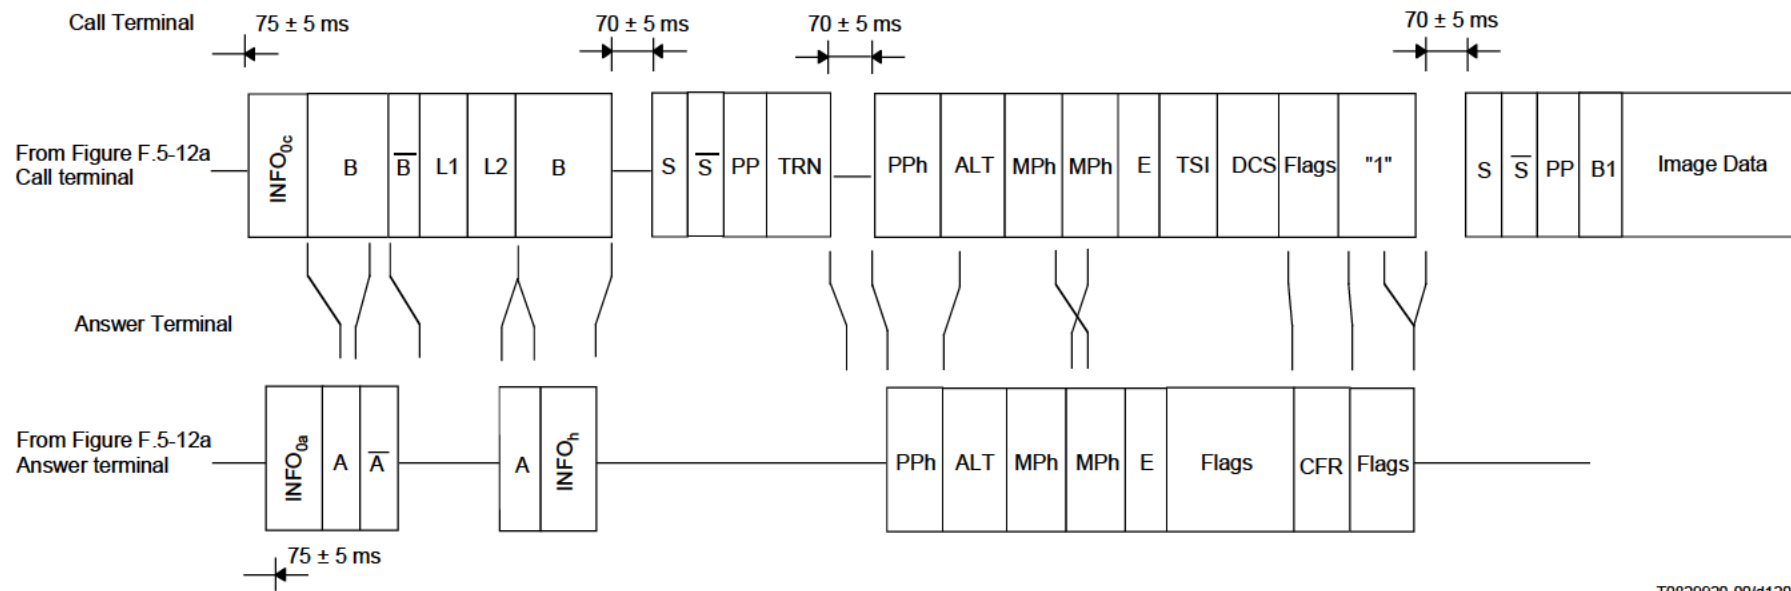 Call Terminal
75 ± 5 ms
70 ± 5 ms
70 ± 5 ms
70 ± 5 ms
From Figure F.5-12a
Call terminal
INFO0c
B
B̅
L1
L2
B
S
S̅
PP
TRN
PPh
ALT
MPh
MPh
E
TSI
DCS
Flags
"1"
S
S̅
PP
B1
Image Data
Answer Terminal
From Figure F.5-12a
Answer terminal
INFO0a
A
A̅
A
INFOh
PPh
ALT
MPh
MPh
E
Flags
CFR
Flags
75 ± 5 ms